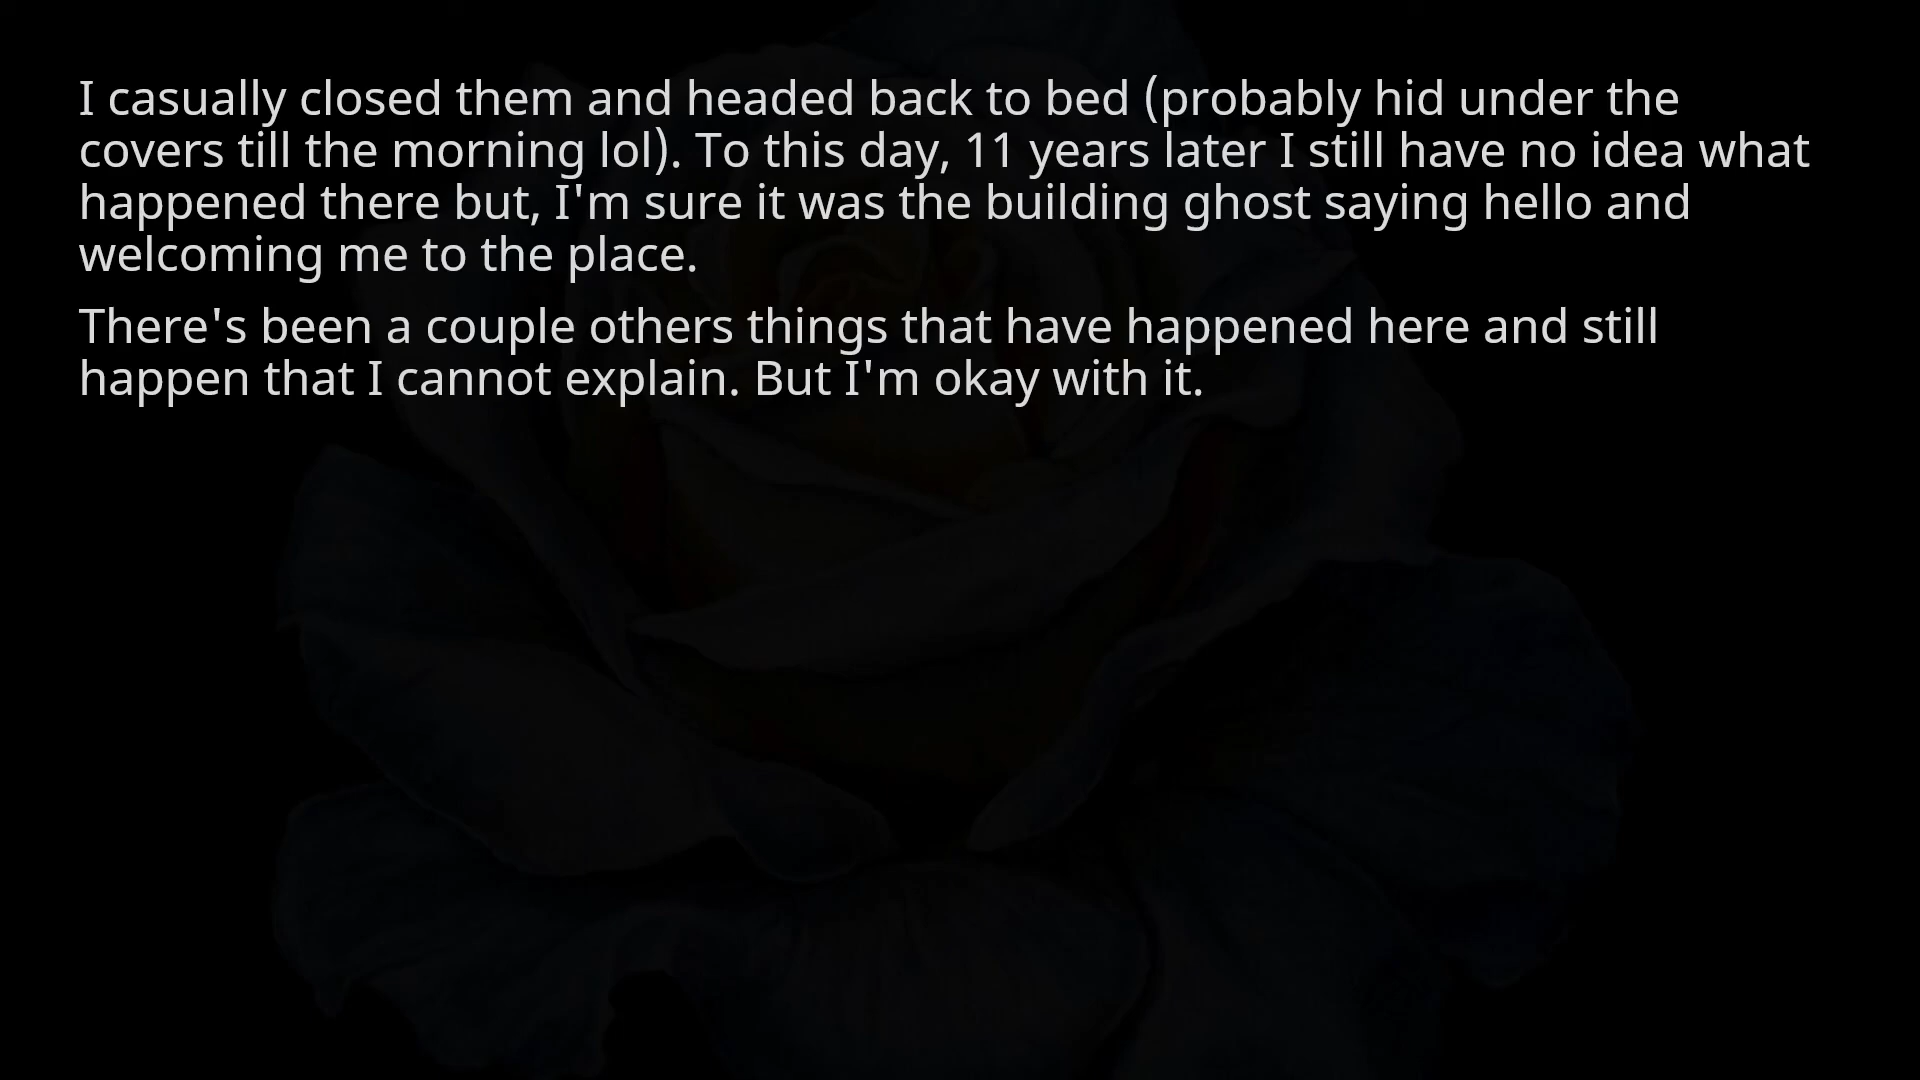 I casually closed them and headed back to bed (probably hid under the
covers till the morning lol). To this day, 11 years later I still have no idea what
happened there but, I'm sure it was the building ghost saying hello and
welcoming me to the place.
There's been a couple others things that have happened here and still
happen that I cannot explain. But I'm okay with it.